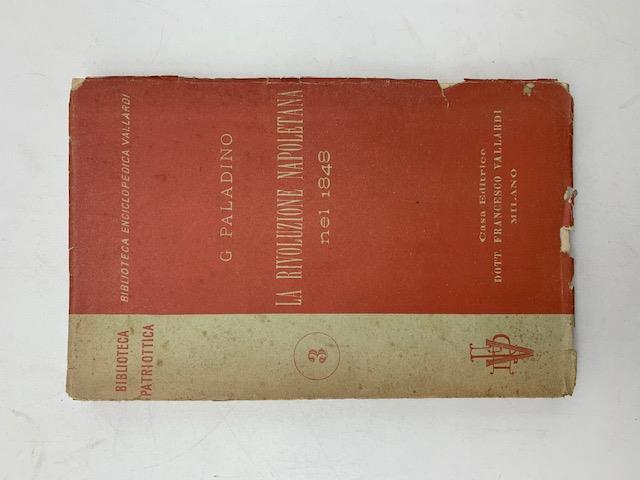 BIBLIOTECA
PATRIOTTICA
BIBLIOTECA ENCICLOPEDICA VALLARDI
G PALADINO
LA RIVOLUZIONE NAPOLETANA
nel 1848
3
Casa Editrice
DOTT. FRANCESCO VALLARDI
MILANO